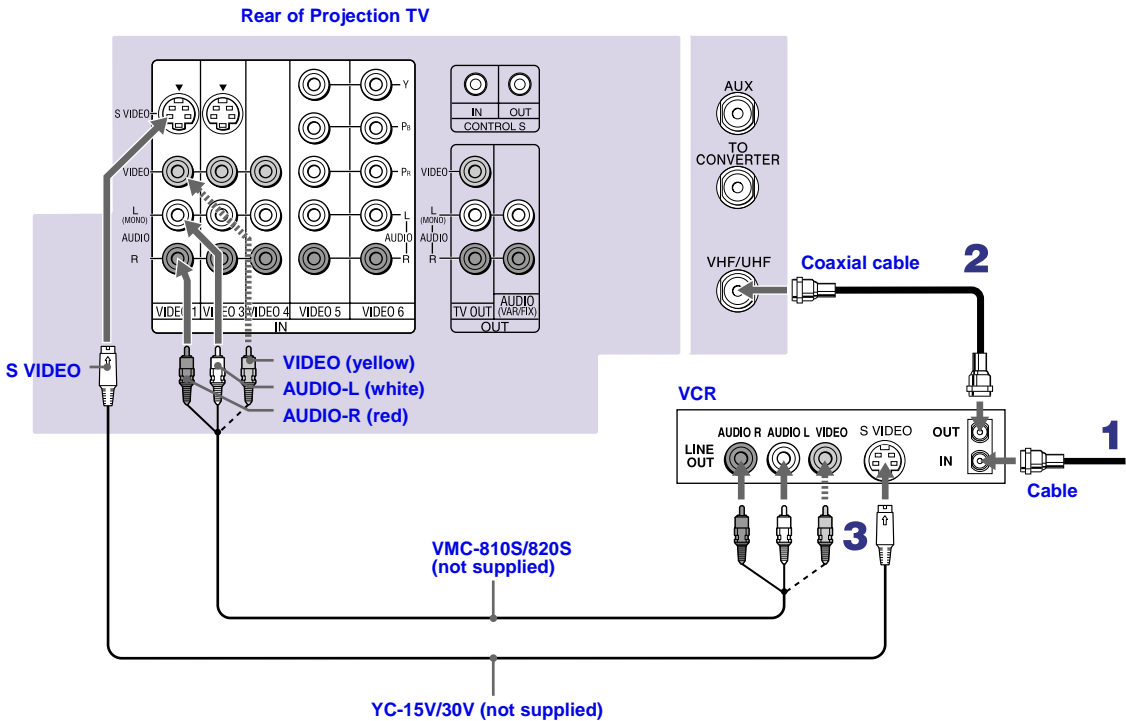 Rear of Projection TV
S VIDEO
VIDEO
L
(MONO)
AUDIO
R
Y
PB
PR
L
AUDIO
R
VIDEO 1
VIDEO 3
VIDEO 4
VIDEO 5
VIDEO 6
IN
IN
OUT
CONTROL S
VIDEO
L
(MONO)
AUDIO
R
TV OUT
AUDIO
(VAR/FIX)
OUT
AUX
TO
CONVERTER
VHF/UHF
Coaxial cable
2
S VIDEO
VIDEO (yellow)
AUDIO-L (white)
AUDIO-R (red)
VCR
LINE
OUT
AUDIO R
AUDIO L
VIDEO
S VIDEO
OUT
IN
1
Cable
3
VMC-810S/820S
(not supplied)
YC-15V/30V (not supplied)